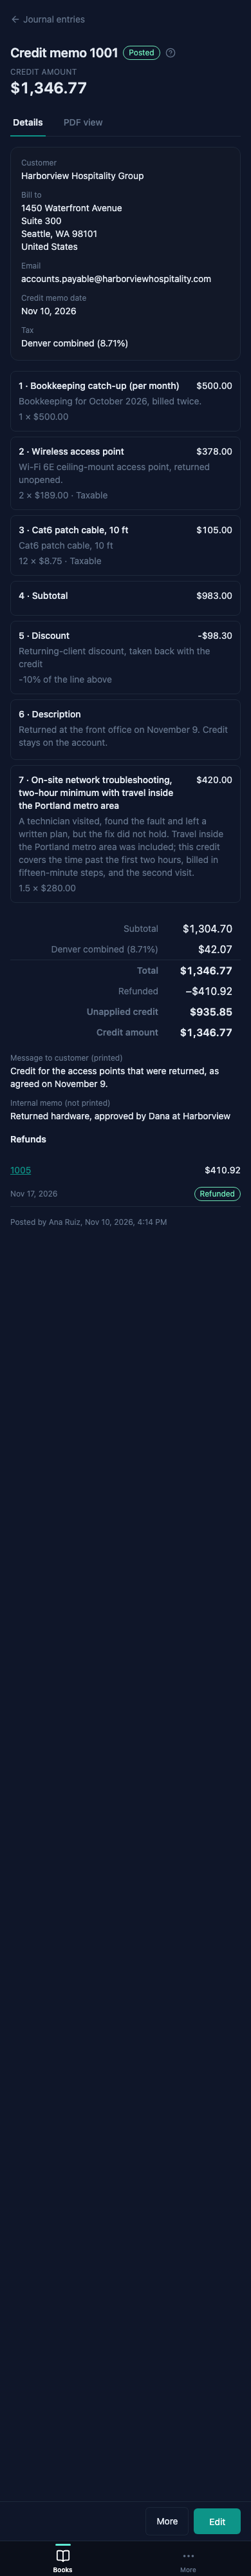 Journal entries
Credit memo 1001 Posted
CREDIT AMOUNT
$1,346.77
Details PDF view
Customer
Harborview Hospitality Group
Bill to
1450 Waterfront Avenue
Suite 300
Seattle, WA 98101
United States
Email
accounts.payable@harborviewhospitality.com
Credit memo date
Nov 10, 2026
Tax
Denver combined (8.71%)
1 · Bookkeeping catch-up (per month) $500.00
Bookkeeping for October 2026, billed twice.
1 × $500.00
2 · Wireless access point $378.00
Wi-Fi 6E ceiling-mount access point, returned
unopened.
2 × $189.00 · Taxable
3 · Cat6 patch cable, 10 ft $105.00
Cat6 patch cable, 10 ft
12 × $8.75 · Taxable
4 · Subtotal $983.00
5 · Discount -$98.30
Returning-client discount, taken back with the
credit
-10% of the line above
6 · Description
Returned at the front office on November 9. Credit
stays on the account.
7 · On-site network troubleshooting, $420.00
two-hour minimum with travel inside
the Portland metro area
A technician visited, found the fault and left a
written plan, but the fix did not hold. Travel inside
the Portland metro area was included; this credit
covers the time past the first two hours, billed in
fifteen-minute steps, and the second visit.
1.5 × $280.00
Subtotal $1,304.70
Denver combined (8.71%) $42.07
Total $1,346.77
Refunded –$410.92
Unapplied credit $935.85
Credit amount $1,346.77
Message to customer (printed)
Credit for the access points that were returned, as
agreed on November 9.
Internal memo (not printed)
Returned hardware, approved by Dana at Harborview
Refunds
1005 $410.92
Nov 17, 2026 Refunded
Posted by Ana Ruiz, Nov 10, 2026, 4:14 PM
More Edit
Books More